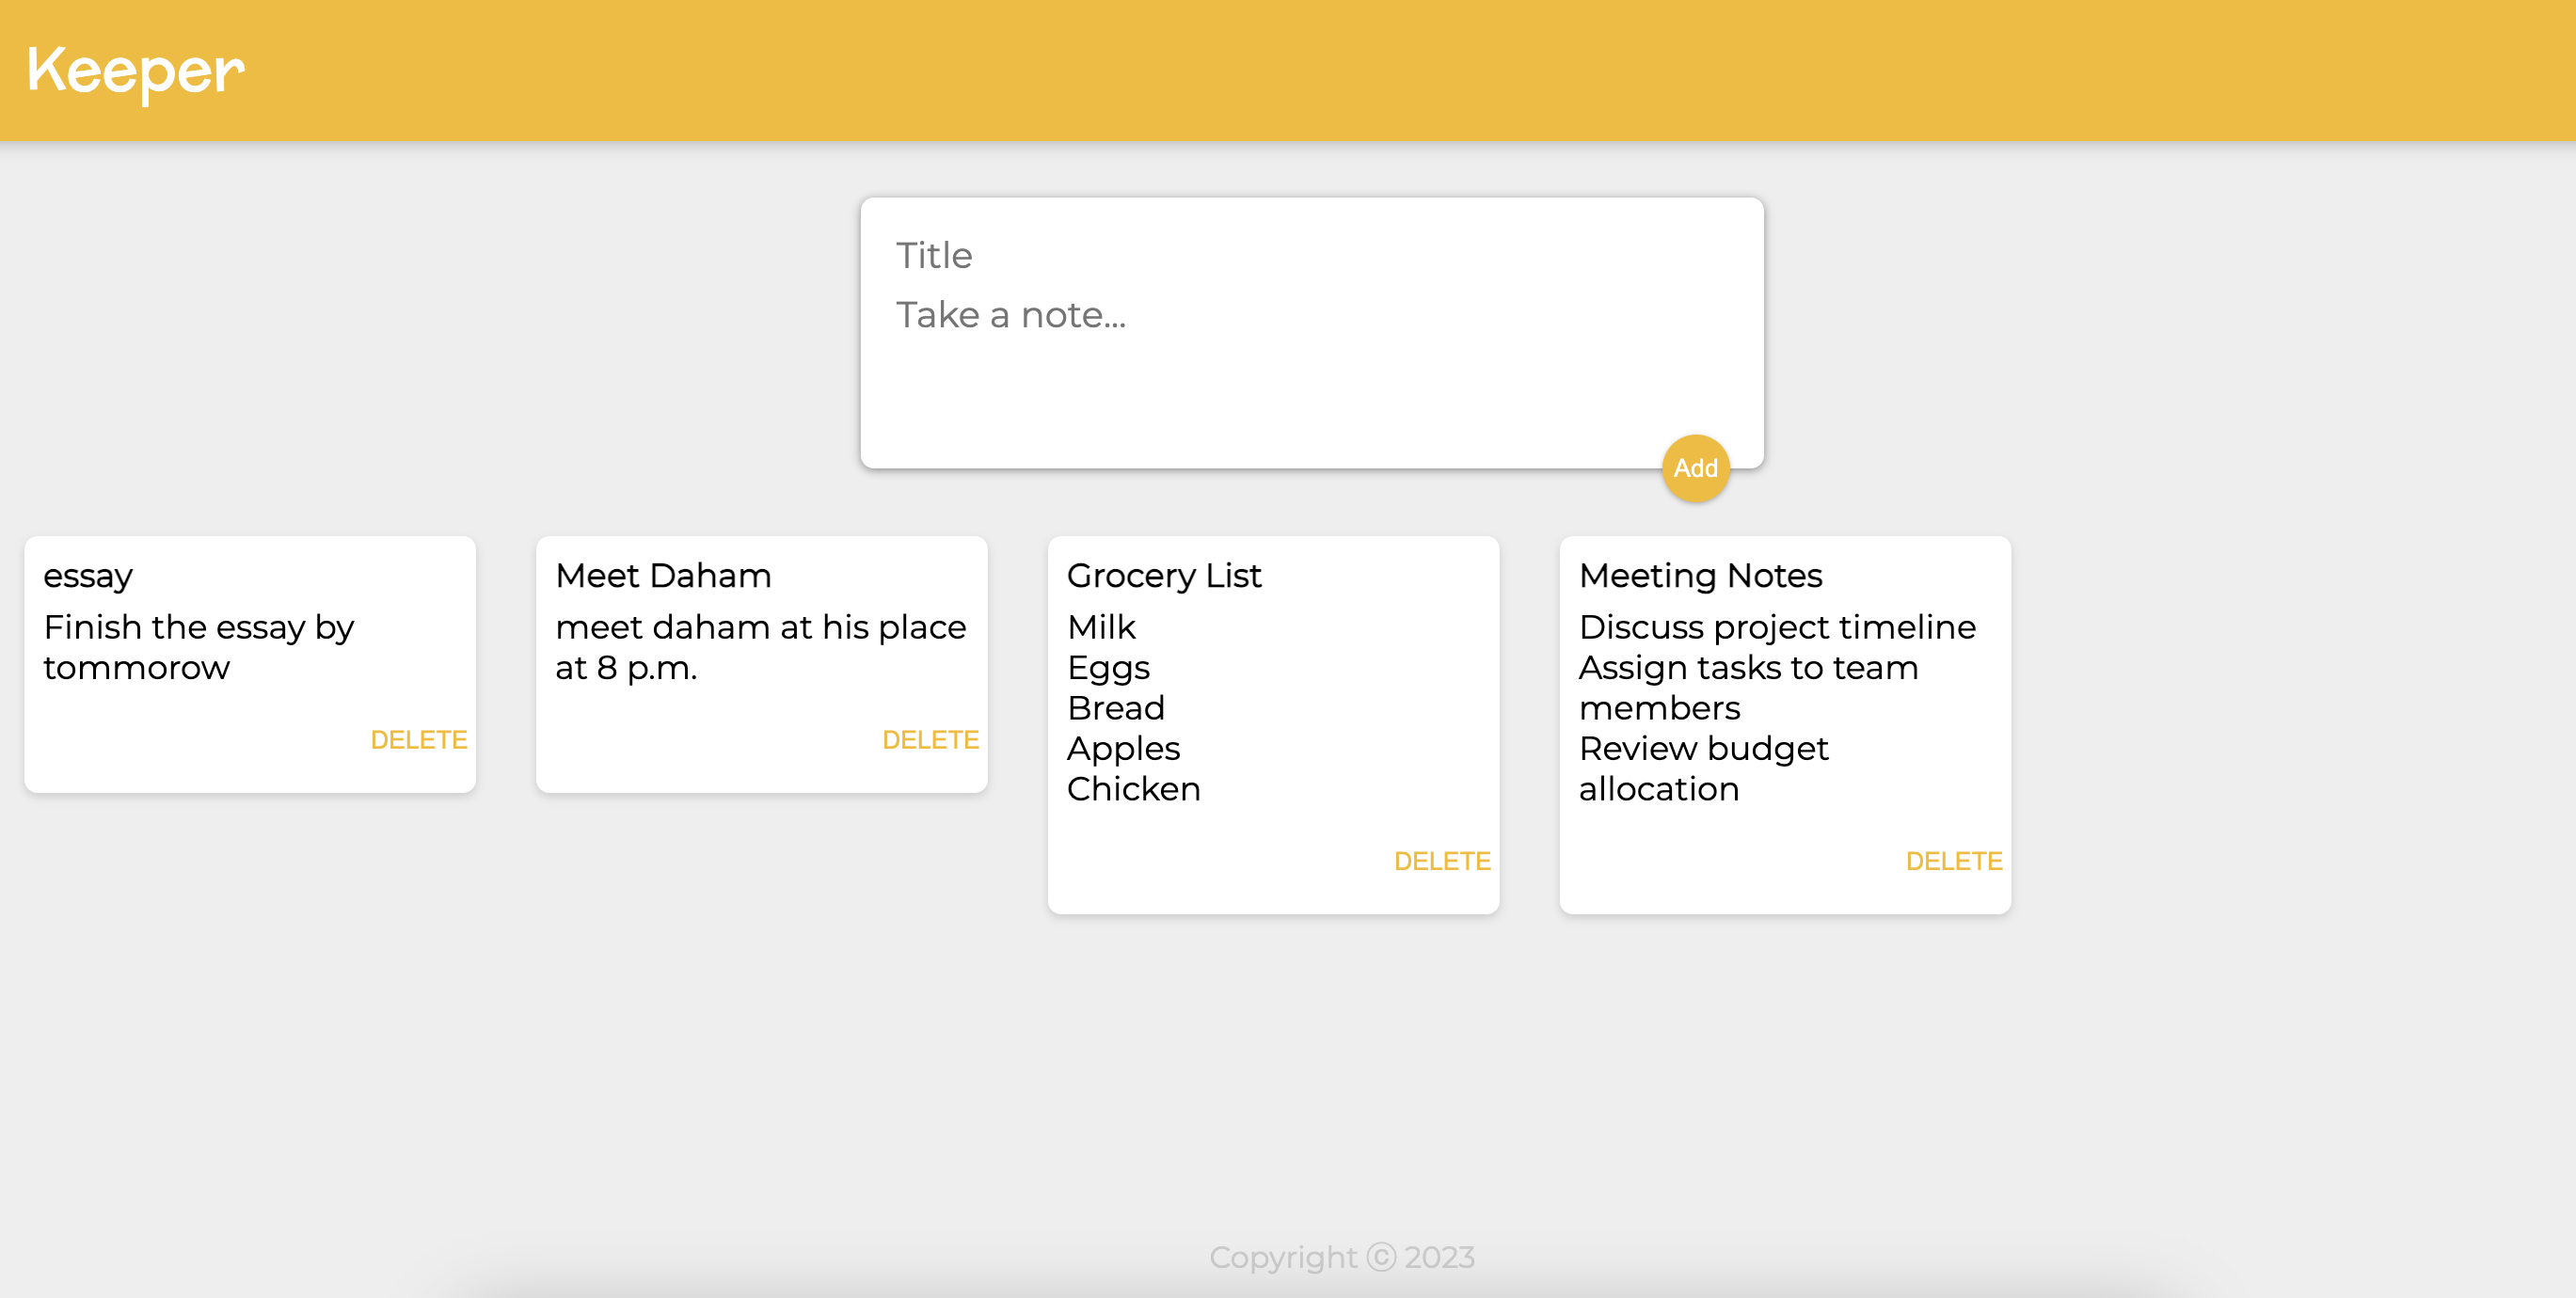 Keeper
Title
Take a note...
Add
essay
Finish the essay by
tommorow
DELETE
Meet Daham
meet daham at his place
at 8 p.m.
DELETE
Grocery List
Milk
Eggs
Bread
Apples
Chicken
DELETE
Meeting Notes
Discuss project timeline
Assign tasks to team
members
Review budget
allocation
DELETE
Copyright ⓒ 2023